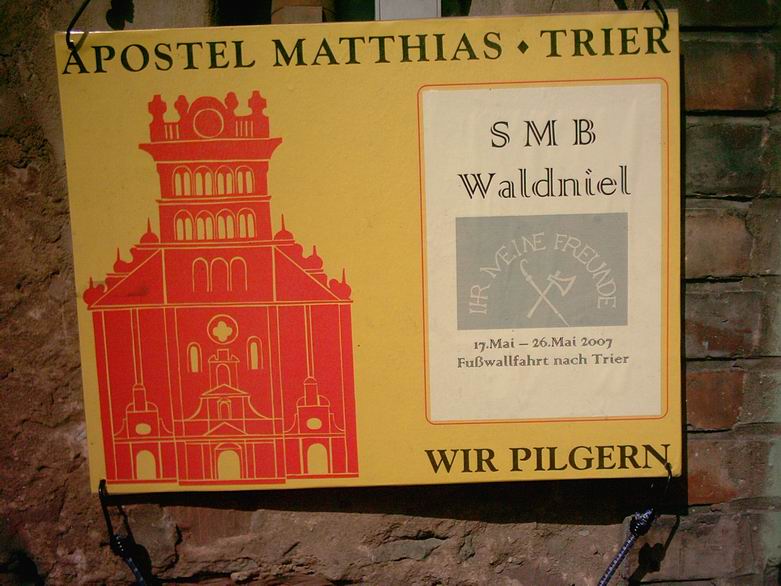 APOSTEL MATTHIAS ⬥ TRIER
SMB
Waldniel
IHR MEINE FREUNDE
17.Mai – 26.Mai 2007
Fußwallfahrt nach Trier
WIR PILGERN